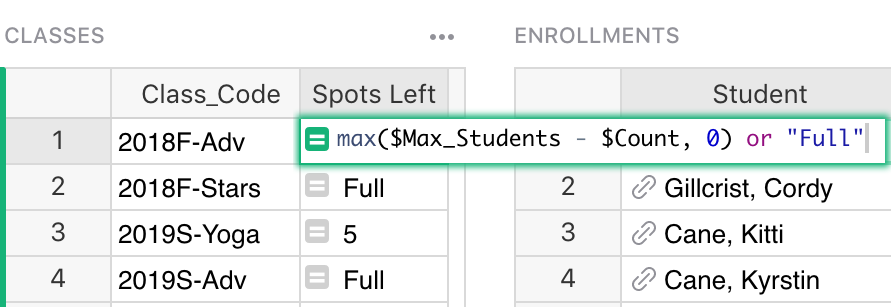 CLASSES
Class_Code Spots Left
1 2018F-Adv = max($Max_Students - $Count, 0) or "Full"
2 2018F-Stars = Full
3 2019S-Yoga = 5
4 2019S-Adv = Full
ENROLLMENTS
Student
2 Gillcrist, Cordy
3 Cane, Kitti
4 Cane, Kyrstin